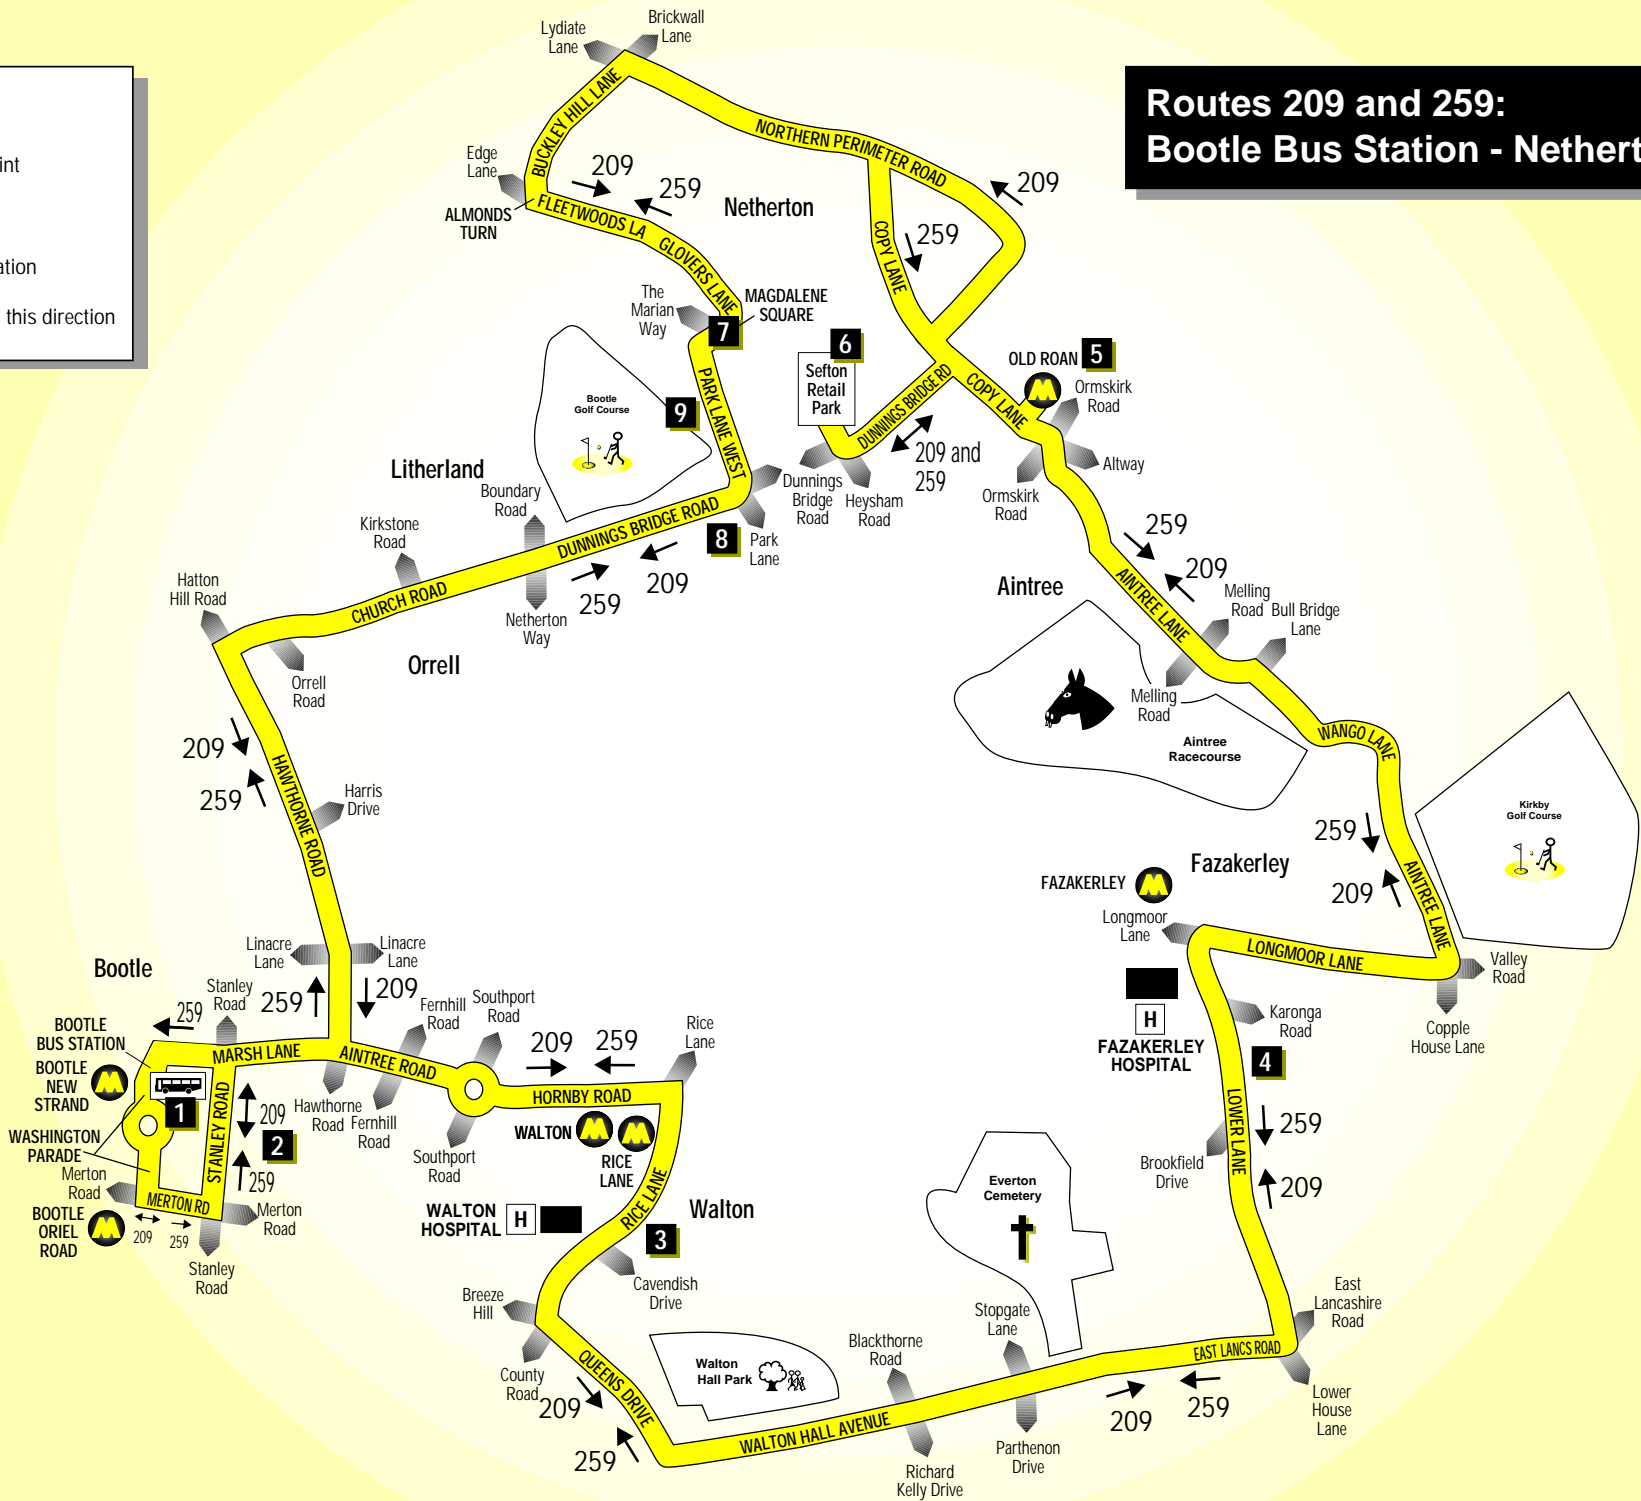 Routes 209 and 259:
Bootle Bus Station - Nethert
int
ation
this direction
Lydiate
Lane
Brickwall
Lane
BUCKLEY HILL LANE
NORTHERN PERIMETER ROAD
Edge
Lane
ALMONDS
TURN
209
259
FLEETWOODS LA
GLOVERS LANE
Netherton
209
259
COPY LANE
The
Marian
Way
MAGDALENE
SQUARE
7
6
Sefton
Retail
Park
OLD ROAN
5
Ormskirk
Road
COPY LANE
DUNNINGS BRIDGE RD
209 and
259
Altway
Ormskirk
Road
Dunnings
Bridge
Road
Heysham
Road
Bootle
Golf Course
9
PARK LANE WEST
Litherland
Boundary
Road
Kirkstone
Road
DUNNINGS BRIDGE ROAD
8
Park
Lane
209
259
Netherton
Way
CHURCH ROAD
Hatton
Hill Road
Orrell
Orrell
Road
259
209
Aintree
AINTREE LANE
Melling
Road
Bull Bridge
Lane
Melling
Road
Aintree
Racecourse
WANGO LANE
Kirkby
Golf Course
209
259
HAWTHORNE ROAD
Harris
Drive
259
209
AINTREE LANE
Fazakerley
FAZAKERLEY
Longmoor
Lane
LONGMOOR LANE
Valley
Road
Copple
House Lane
Linacre
Lane
Linacre
Lane
Bootle
Stanley
Road
259
259
209
Fernhill
Road
Southport
Road
Rice
Lane
BOOTLE
BUS STATION
BOOTLE
NEW
STRAND
MARSH LANE
AINTREE ROAD
209
259
HORNBY ROAD
Karonga
Road
H
FAZAKERLEY
HOSPITAL
4
1
STANLEY ROAD
209
2
259
Hawthorne
Road
Fernhill
Road
Southport
Road
WALTON
RICE
LANE
WASHINGTON
PARADE
Merton
Road
MERTON RD
Merton
Road
BOOTLE
ORIEL
ROAD
209
259
Stanley
Road
WALTON
HOSPITAL
H
RICE LANE
Walton
3
Cavendish
Drive
LOWER LANE
259
209
Brookfield
Drive
Everton
Cemetery
Breeze
Hill
County
Road
QUEENS DRIVE
209
259
Walton
Hall Park
WALTON HALL AVENUE
Blackthorne
Road
Stopgate
Lane
Richard
Kelly Drive
Parthenon
Drive
EAST LANCS ROAD
209
259
East
Lancashire
Road
Lower
House
Lane